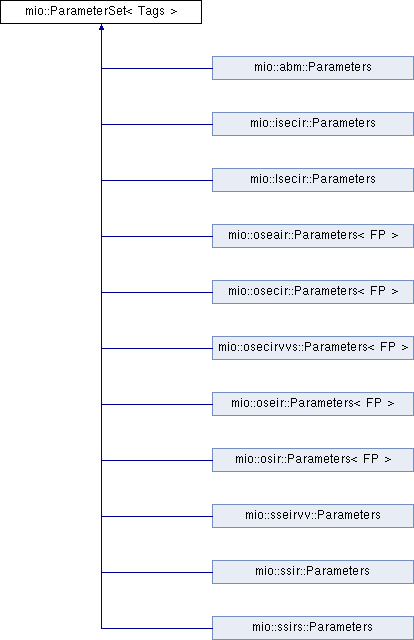 mio::ParameterSet< Tags >
mio::abm::Parameters
mio::isecir::Parameters
mio::lsecir::Parameters
mio::oseair::Parameters< FP >
mio::osecir::Parameters< FP >
mio::osecirvvs::Parameters< FP >
mio::oseir::Parameters< FP >
mio::osir::Parameters< FP >
mio::sseirvv::Parameters
mio::ssir::Parameters
mio::ssirs::Parameters